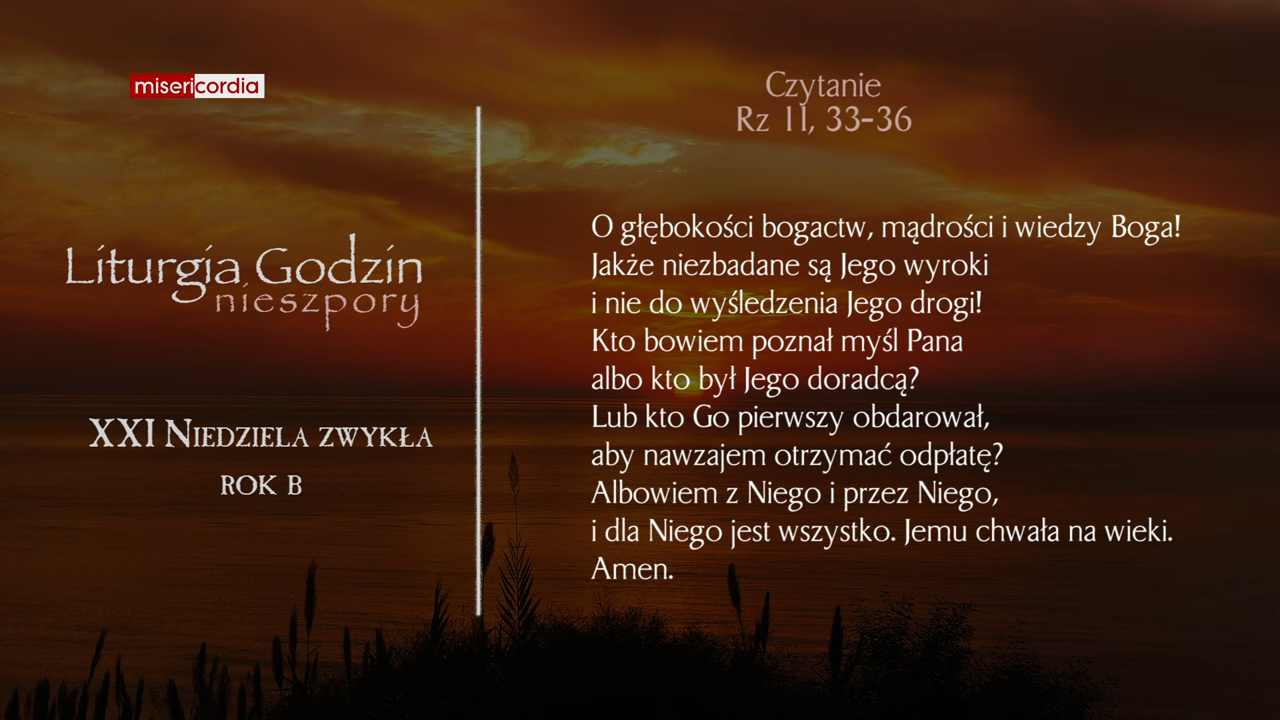 misericordia
Liturgia Godzin
nieszpory
XXI Niedziela zwykła
rok B
Czytanie
Rz 11, 33-36
O głębokości bogactw, mądrości i wiedzy Boga!
Jakże niezbadane są Jego wyroki
i nie do wyśledzenia Jego drogi!
Kto bowiem poznał myśl Pana
albo kto był Jego doradcą?
Lub kto Go pierwszy obdarował,
aby nawzajem otrzymać odpłatę?
Albowiem z Niego i przez Niego,
i dla Niego jest wszystko. Jemu chwała na wieki.
Amen.